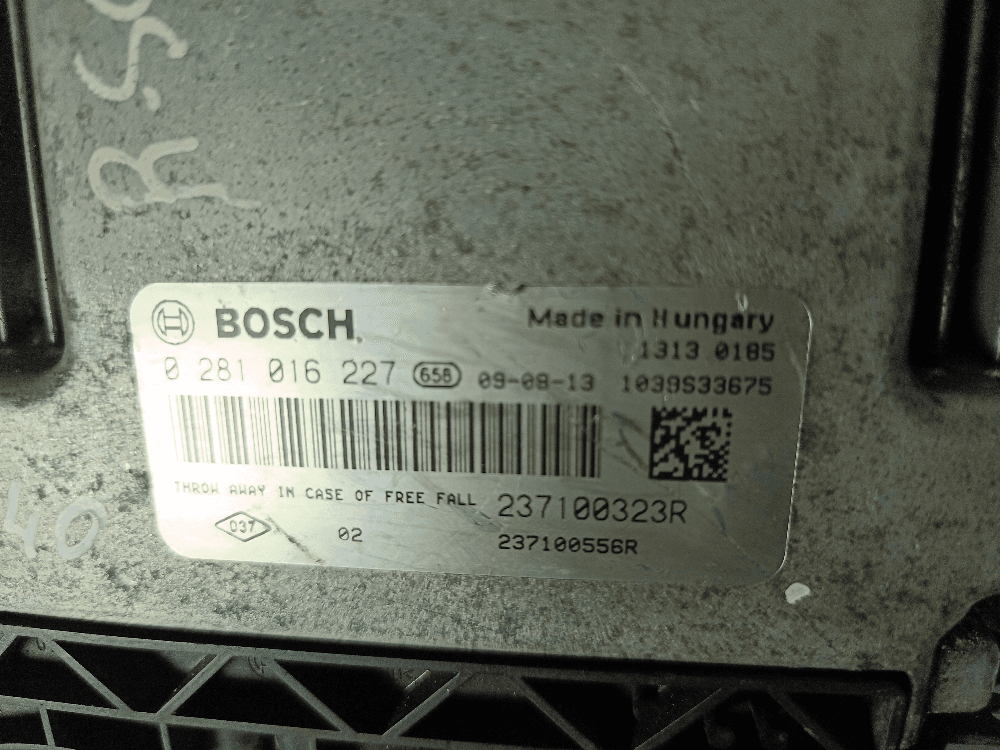 BOSCH
Made in Hungary
1313 0185
0 281 016 227 658 09-08-13 1039S33675
THROW AWAY IN CASE OF FREE FALL 237100323R
037 02 237100556R
40